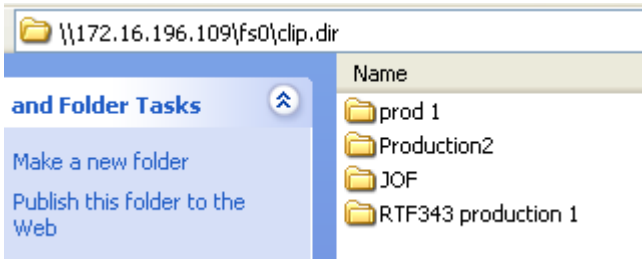 \\172.16.196.109\fs0\clip.dir
Name
and Folder Tasks
prod 1
Production2
JOF
RTF343 production 1
Make a new folder
Publish this folder to the
Web